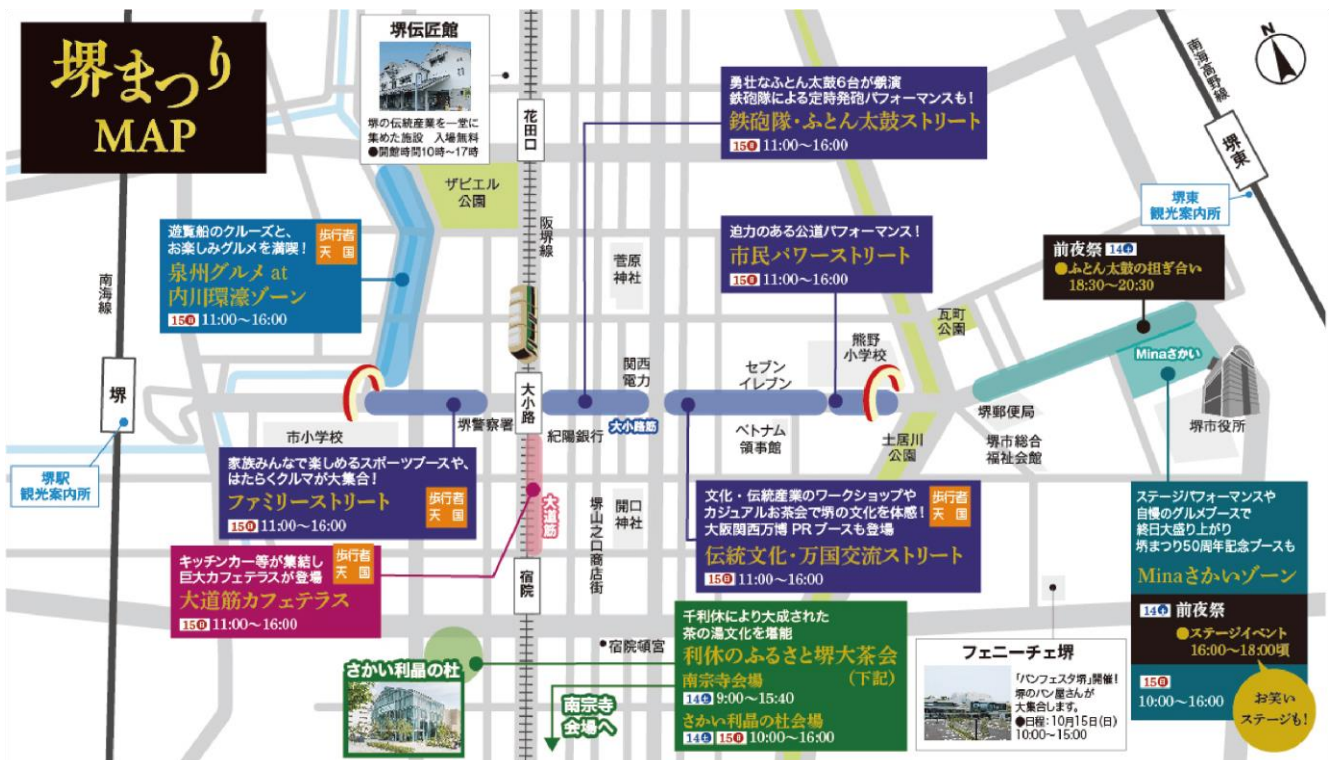 堺まつり
MAP
堺伝匠館
堺の伝統産業を一堂に
集めた施設 入場無料
●開館時間10時〜17時
花田口
阪堺線
ザビエル
公園
勇壮なふとん太鼓6台が競演
鉄砲隊による定時発砲パフォーマンスも!
鉄砲隊・ふとん太鼓ストリート
15日 11:00〜16:00
N
南海高野線
堺東
堺東
観光案内所
遊覧船のクルーズと、
お楽しみグルメを満喫!
歩行者
天国
泉州グルメ at
内川環濠ゾーン
15日 11:00〜16:00
菅原
神社
迫力のある公道パフォーマンス!
市民パワーストリート
15日 11:00〜16:00
前夜祭 14土
●ふとん太鼓の担ぎ合い
18:30〜20:30
南海線
堺
堺駅
観光案内所
瓦町
公園
熊野
小学校
Minaさかい
関西
電力
セブン
イレブン
大小路
堺警察署
紀陽銀行
大小路筋
市小学校
ベトナム
領事館
土居川
公園
堺郵便局
堺市総合
福祉会館
堺市役所
家族みんなで楽しめるスポーツブースや、
はたらくクルマが大集合!
ファミリーストリート
歩行者
天国
15日 11:00〜16:00
大道筋
堺山之口商店街
開口
神社
文化・伝統産業のワークショップや
カジュアルお茶会で堺の文化を体感!
大阪関西万博 PRブースも登場
歩行者
天国
伝統文化・万国交流ストリート
15日 11:00〜16:00
ステージパフォーマンスや
自慢のグルメブースで
終日大盛り上がり
堺まつり50周年記念ブースも
Minaさかいゾーン
14土 前夜祭
●ステージイベント
16:00〜18:00頃
15日
10:00〜16:00
お笑い
ステージも!
キッチンカー等が集結し
巨大カフェテラスが登場
歩行者
天国
大道筋カフェテラス
15日 11:00〜16:00
宿院
宿院頓宮
さかい利晶の杜
南宗寺
会場へ
千利休により大成された
茶の湯文化を堪能
利休のふるさと堺大茶会
(下記)
南宗寺会場
14土 9:00〜15:40
さかい利晶の杜会場
14土 15日 10:00〜16:00
フェニーチェ堺
「パンフェスタ堺」開催!
堺のパン屋さんが
大集合します。
●日程:10月15日(日)
10:00〜15:00